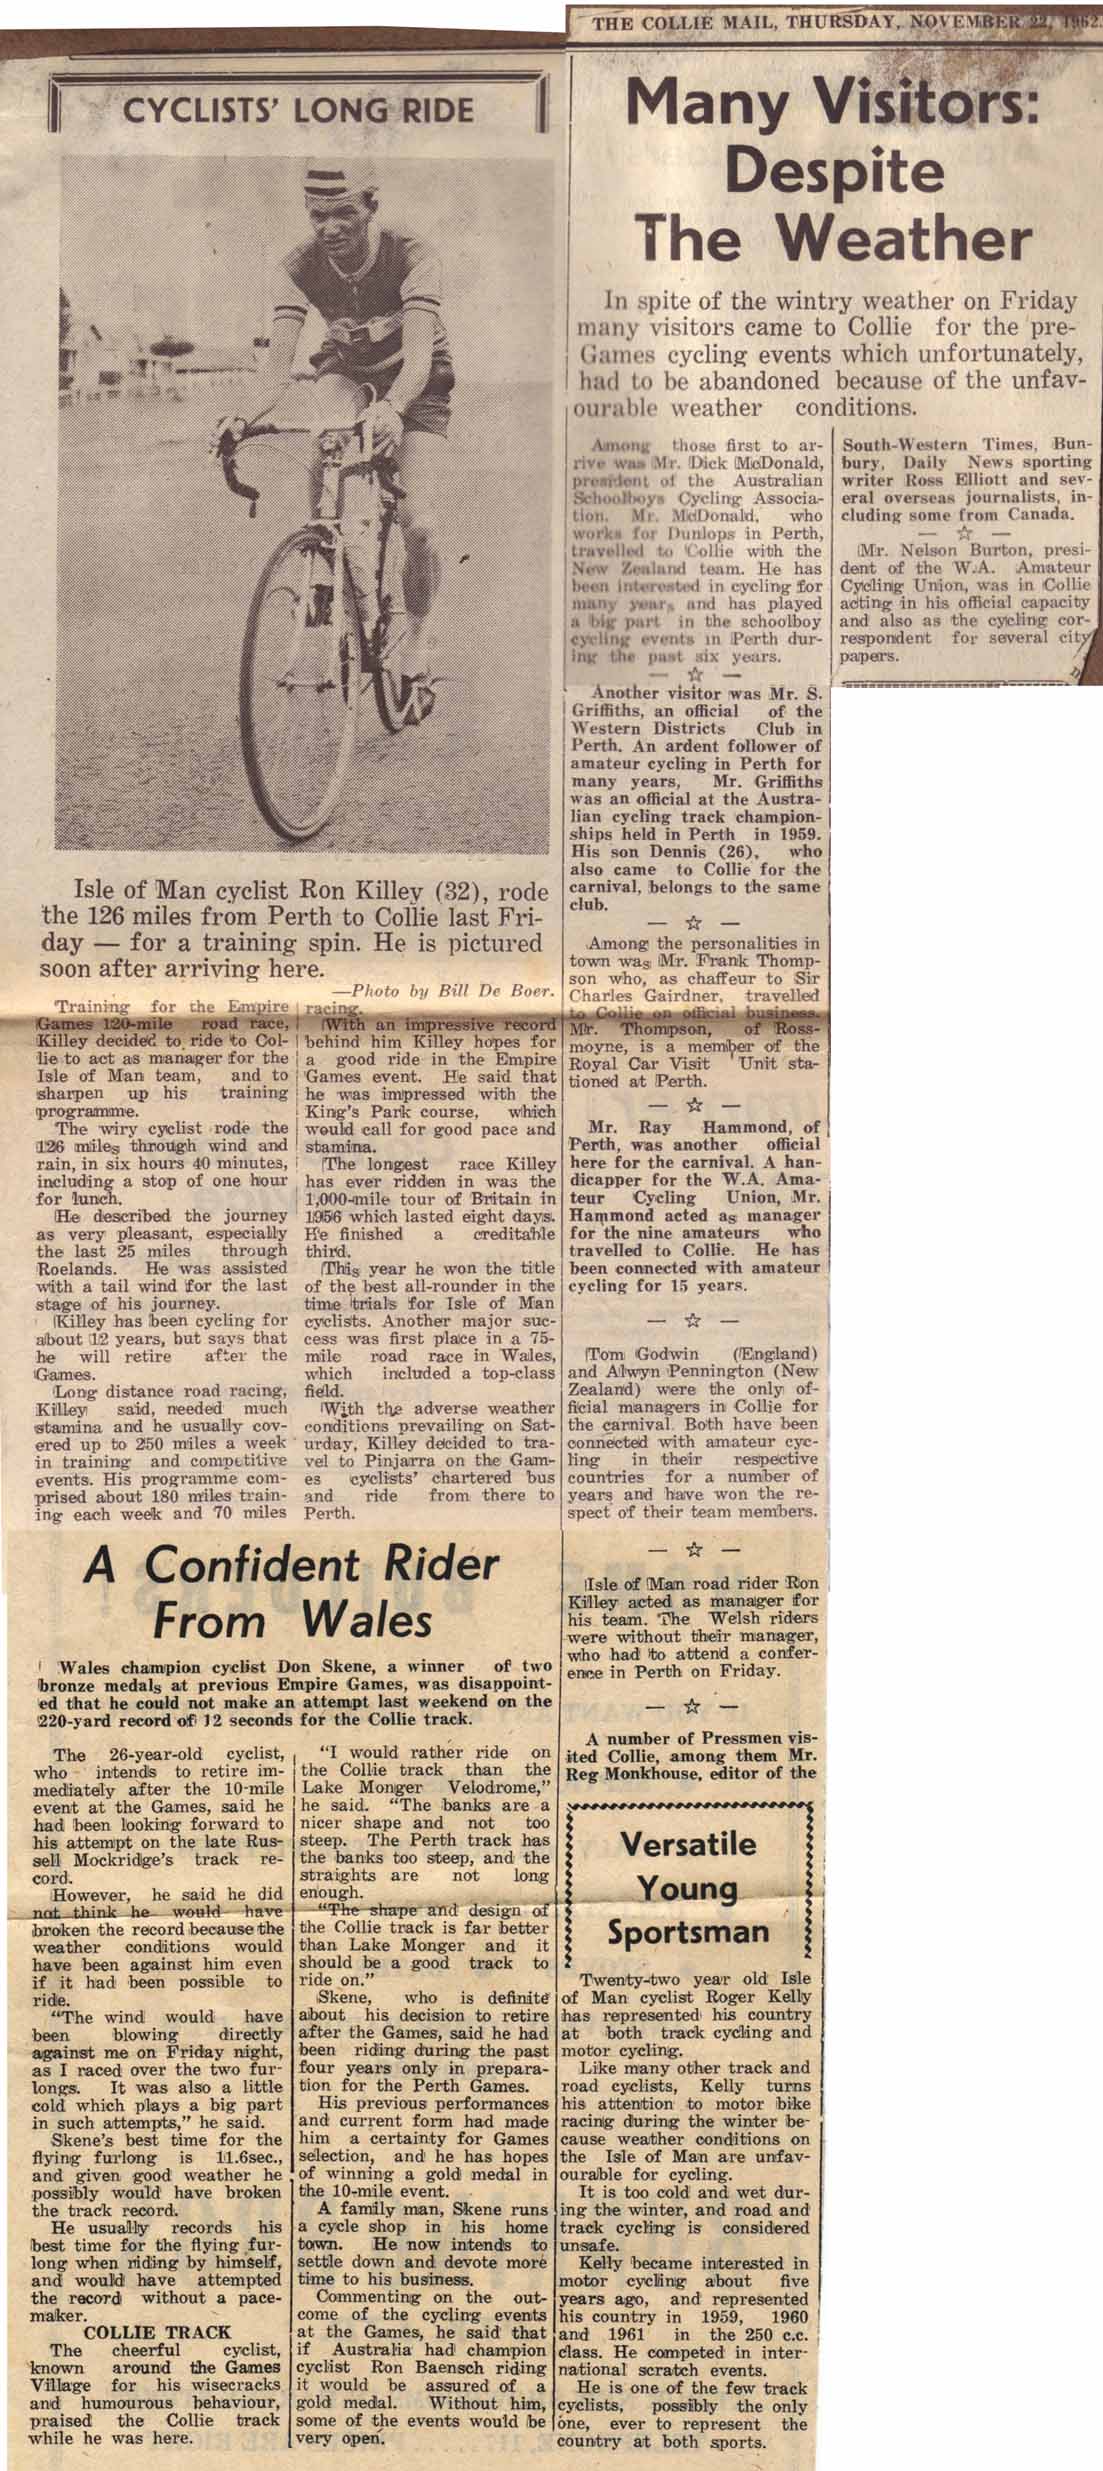 THE COLLIE MAIL, THURSDAY, NOVEMBER 22, 1962.
CYCLISTS' LONG RIDE
Isle of Man cyclist Ron Killey (32), rode
the 126 miles from Perth to Collie last Fri-
day — for a training spin. He is pictured
soon after arriving here.
—Photo by Bill De Boer.
Training for the Empire
Games 120-mile road race,
Killey decided to ride to Col-
lie to act as manager for the
Isle of Man team, and to
sharpen up his training
programme.
The wiry cyclist rode the
126 miles through wind and
rain, in six hours 40 minutes,
including a stop of one hour
for lunch.
He described the journey
as very pleasant, especially
the last 25 miles through
Roelands. He was assisted
with a tail wind for the last
stage of his journey.
Killey has been cycling for
about 12 years, but says that
he will retire after the
Games.
Long distance road racing,
Killey said, needed much
stamina and he usually cov-
ered up to 250 miles a week
in training and competitive
events. His programme com-
prised about 180 miles train-
ing each week and 70 miles
racing.
With an impressive record
behind him Killey hopes for
a good ride in the Empire
Games event. He said that
he was impressed with the
King's Park course, which
would call for good pace and
stamina.
The longest race Killey
has ever ridden in was the
1,000-mile tour of Britain in
1956 which lasted eight days.
He finished a creditable
third.
This year he won the title
of the best all-rounder in the
time trials for Isle of Man
cyclists. Another major suc-
cess was first place in a 75-
mile road race in Wales,
which included a top-class
field.
With the adverse weather
conditions prevailing on Sat-
urday, Killey decided to tra-
vel to Pinjarra on the Gam-
es cyclists' chartered bus
and ride from there to
Perth.
A Confident Rider
From Wales
Wales champion cyclist Don Skene, a winner of two
bronze medals at previous Empire Games, was disappoint-
ed that he could not make an attempt last weekend on the
220-yard record of 12 seconds for the Collie track.
The 26-year-old cyclist,
who intends to retire im-
mediately after the 10-mile
event at the Games, said he
had been looking forward to
his attempt on the late Rus-
sell Mockridge's track re-
cord.
However, he said he did
not think he would have
broken the record because the
weather conditions would
have been against him even
if it had been possible to
ride.
"The wind would have
been blowing directly
against me on Friday night,
as I raced over the two fur-
longs. It was also a little
cold which plays a big part
in such attempts," he said.
Skene's best time for the
flying furlong is 11.6sec.,
and given good weather he
possibly would have broken
the track record.
He usually records his
best time for the flying fur-
long when riding by himself,
and would have attempted
the record without a pace-
maker.
COLLIE TRACK
The cheerful cyclist,
known around the Games
Village for his wisecracks
and humourous behaviour,
praised the Collie track
while he was here.
"I would rather ride on
the Collie track than the
Lake Monger Velodrome,"
he said. "The banks are a
nicer shape and not too
steep. The Perth track has
the banks too steep, and the
straights are not long
enough.
"The shape and design of
the Collie track is far better
than Lake Monger and it
should be a good track to
ride on."
Skene, who is definite
about his decision to retire
after the Games, said he had
been riding during the past
four years only in prepara-
tion for the Perth Games.
His previous performances
and current form had made
him a certainty for Games
selection, and he has hopes
of winning a gold medal in
the 10-mile event.
A family man, Skene runs
a cycle shop in his home
town. He now intends to
settle down and devote more
time to his business.
Commenting on the out-
come of the cycling events
at the Games, he said that
if Australia had champion
cyclist Ron Baensch riding
it would be assured of a
gold medal. Without him,
some of the events would be
very open.
Many Visitors:
Despite
The Weather
In spite of the wintry weather on Friday
many visitors came to Collie for the pre-
Games cycling events which unfortunately,
had to be abandoned because of the unfav-
ourable weather conditions.
Among those first to ar-
rive was Mr. Dick McDonald,
president of the Australian
Schoolboys Cycling Associa-
tion. Mr. McDonald, who
works for Dunlops in Perth,
travelled to Collie with the
New Zealand team. He has
been interested in cycling for
many years and has played
a big part in the schoolboy
cycling events in Perth dur-
ing the past six years.
— ☆ —
Another visitor was Mr. S.
Griffiths, an official of the
Western Districts Club in
Perth. An ardent follower of
amateur cycling in Perth for
many years, Mr. Griffiths
was an official at the Austra-
lian cycling track champion-
ships held in Perth in 1959.
His son Dennis (26), who
also came to Collie for the
carnival, belongs to the same
club.
— ☆ —
Among the personalities in
town was Mr. Frank Thomp-
son who, as chaffeur to Sir
Charles Gairdner, travelled
to Collie on official business.
Mr. Thompson, of Ross-
moyne, is a member of the
Royal Car Visit Unit sta-
tioned at Perth.
— ☆ —
Mr. Ray Hammond, of
Perth, was another official
here for the carnival. A han-
dicapper for the W.A. Ama-
teur Cycling Union, Mr.
Hammond acted as manager
for the nine amateurs who
travelled to Collie. He has
been connected with amateur
cycling for 15 years.
— ☆ —
Tom Godwin (England)
and Alwyn Pennington (New
Zealand) were the only of-
ficial managers in Collie for
the carnival. Both have been
connected with amateur cyc-
ling in their respective
countries for a number of
years and have won the re-
spect of their team members.
— ☆ —
Isle of Man road rider Ron
Killey acted as manager for
his team. The Welsh riders
were without their manager,
who had to attend a confer-
ence in Perth on Friday.
— ☆ —
A number of Pressmen vis-
ited Collie, among them Mr.
Reg Monkhouse, editor of the
South-Western Times, Bun-
bury, Daily News sporting
writer Ross Elliott and sev-
eral overseas journalists, in-
cluding some from Canada.
— ☆ —
Mr. Nelson Burton, presi-
dent of the W.A. Amateur
Cycling Union, was in Collie
acting in his official capacity
and also as the cycling cor-
respondent for several city
papers.
Versatile
Young
Sportsman
Twenty-two year old Isle
of Man cyclist Roger Kelly
has represented his country
at both track cycling and
motor cycling.
Like many other track and
road cyclists, Kelly turns
his attention to motor bike
racing during the winter be-
cause weather conditions on
the Isle of Man are unfav-
ourable for cycling.
It is too cold and wet dur-
ing the winter, and road and
track cycling is considered
unsafe.
Kelly became interested in
motor cycling about five
years ago, and represented
his country in 1959, 1960
and 1961 in the 250 c.c.
class. He competed in inter-
national scratch events.
He is one of the few track
cyclists, possibly the only
one, ever to represent the
country at both sports.